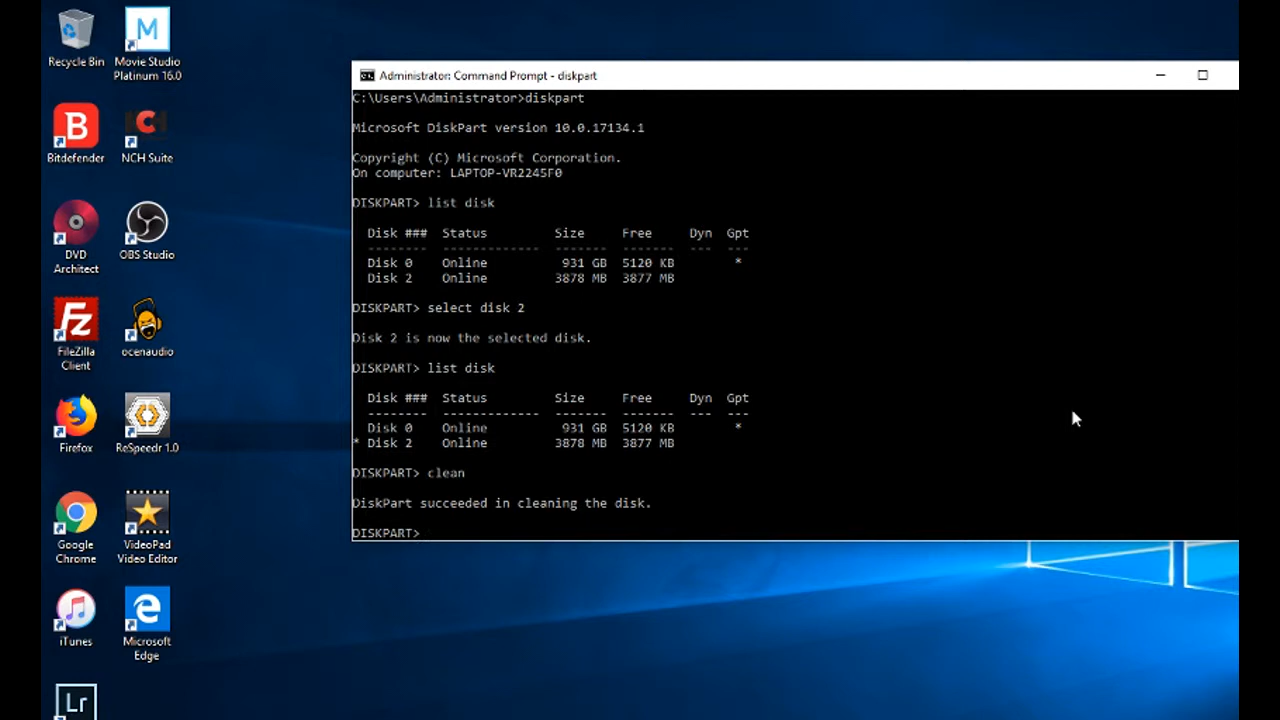 Recycle Bin
Movie Studio
Platinum 16.0
Bitdefender
NCH Suite
DVD
Architect
OBS Studio
FileZilla
Client
ocenaudio
Firefox
ReSpeedr 1.0
Google
Chrome
VideoPad
Video Editor
iTunes
Microsoft
Edge
Lr
Administrator: Command Prompt - diskpart
C:\Users\Administrator>diskpart
Microsoft DiskPart version 10.0.17134.1
Copyright (C) Microsoft Corporation.
On computer: LAPTOP-VR2245F0
DISKPART> list disk
Disk ### Status Size Free Dyn Gpt
-------- ------------- ------- ------- --- ---
Disk 0 Online 931 GB 5120 KB *
Disk 2 Online 3878 MB 3877 MB
DISKPART> select disk 2
Disk 2 is now the selected disk.
DISKPART> list disk
Disk ### Status Size Free Dyn Gpt
-------- ------------- ------- ------- --- ---
Disk 0 Online 931 GB 5120 KB *
* Disk 2 Online 3878 MB 3877 MB
DISKPART> clean
DiskPart succeeded in cleaning the disk.
DISKPART>